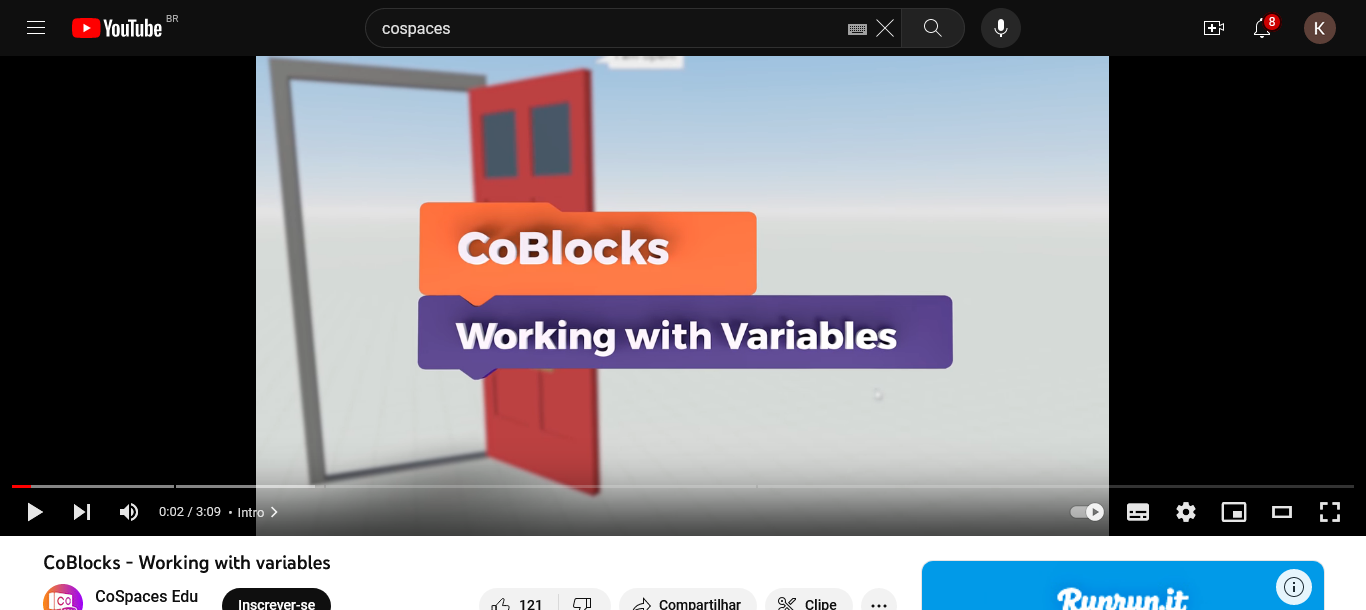 YouTube BR
cospaces
8
K
CoBlocks
Working with Variables
0:02 / 3:09 • Intro
CoBlocks - Working with variables
CoSpaces Edu
CO
Inscrever-se
121
Compartilhar
Clipe
Runrun.it